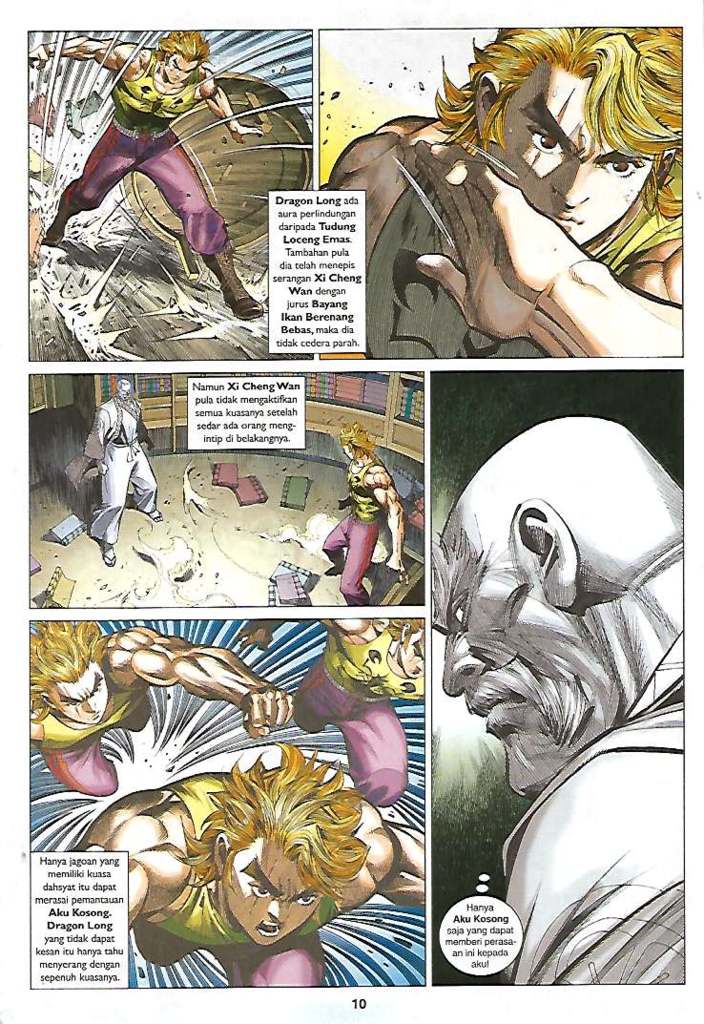 Dragon Long ada
aura perlindungan
daripada Tudung
Loceng Emas.
Tambahan pula
dia telah menepis
serangan Xi Cheng
Wan dengan
jurus Bayang
Ikan Berenang
Bebas, maka dia
tidak cedera parah.
Namun Xi Cheng Wan
pula tidak mengaktifkan
semua kuasanya setelah
sedar ada orang meng-
intip di belakangnya.
Hanya jagoan yang
memiliki kuasa
dahsyat itu dapat
merasai pemantauan
Aku Kosong.
Dragon Long
yang tidak dapat
kesan itu hanya tahu
menyerang dengan
sepenuh kuasanya.
Hanya
Aku Kosong
saja yang dapat
memberi perasa-
an ini kepada
aku!
10